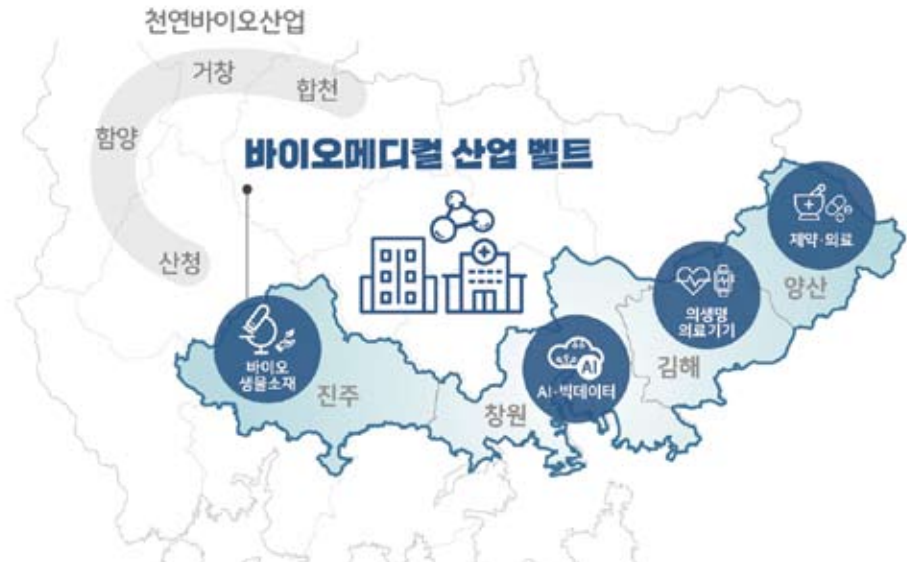 천연바이오산업
거창
합천
함양
산청
바이오메디컬 산업 벨트
제약·의료
양산
의생명
의료기기
김해
AI
AI·빅데이터
창원
바이오
생물소재
진주